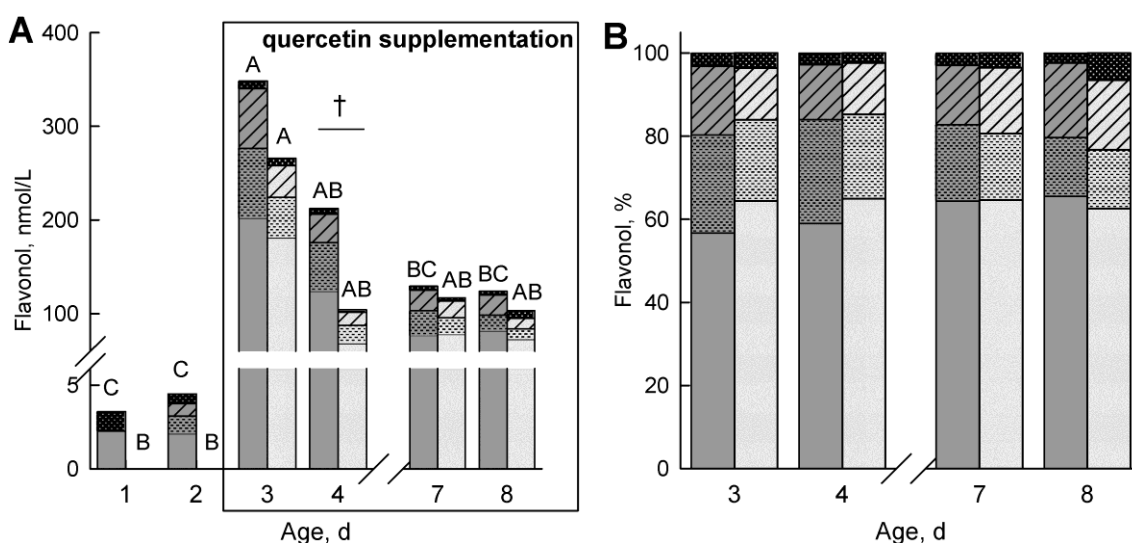 A
quercetin supplementation
Flavonol, nmol/L
400
300
200
100
5
0
C
B
C
B
A
A
†
AB
AB
BC
AB
BC
AB
1 2 3 4 7 8
Age, d
B
Flavonol, %
100
80
60
40
20
0
3 4 7 8
Age, d